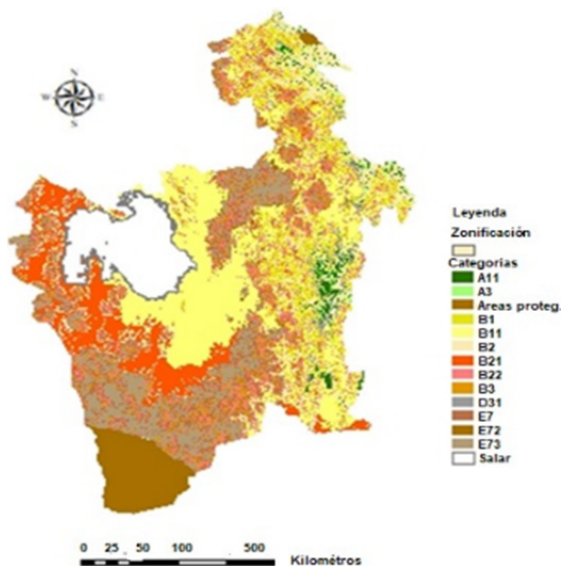 N
W E
S
Leyenda
Zonificación
Categorias
A11
A3
Areas proteg.
B1
B11
B2
B21
B22
B3
D31
E7
E72
E73
Salar
0 25 50 100 500
Kilométros